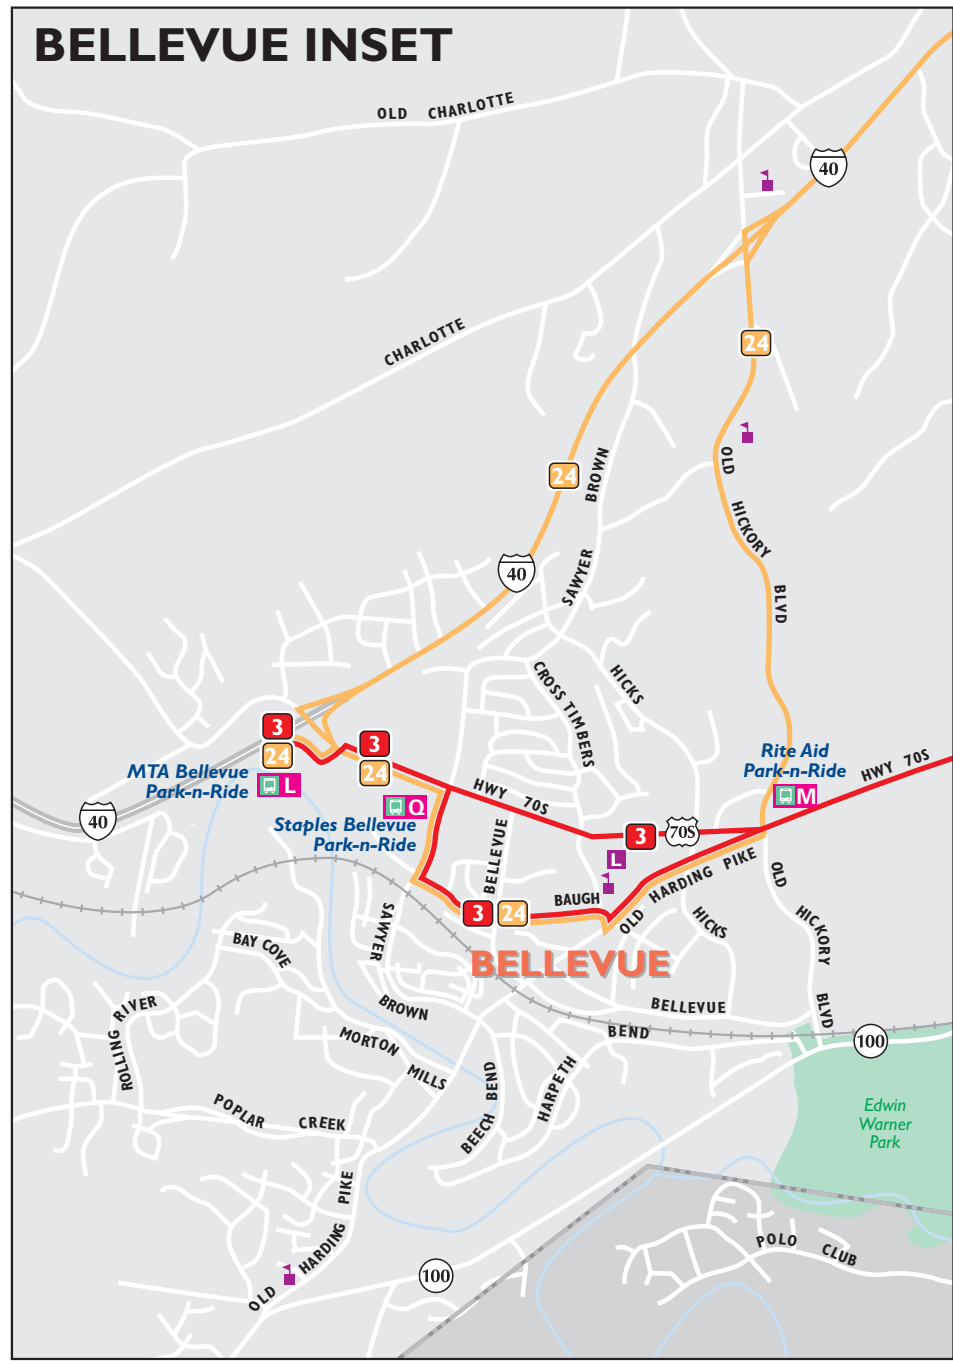 BELLEVUE INSET
OLD CHARLOTTE
40
CHARLOTTE
24
24
BROWN
OLD
HICKORY
BLVD
40
SAWYER
CROSS TIMBERS
HICKS
3
24
3
24
MTA Bellevue
Park-n-Ride
L
Q
Staples Bellevue
Park-n-Ride
40
HWY 70S
Rite Aid
Park-n-Ride
M
HWY 70S
3
70S
L
BELLEVUE
BAUGH
OLD HARDING PIKE
3
24
OLD
HICKORY
BLVD
HICKS
SAWYER
BELLEVUE
BAY COVE
ROLLING RIVER
BROWN
BELLEVUE
BEND
100
MORTON
MILLS
BEECH BEND
HARPETH
POPLAR CREEK
Edwin
Warner
Park
OLD HARDING PIKE
100
POLO CLUB